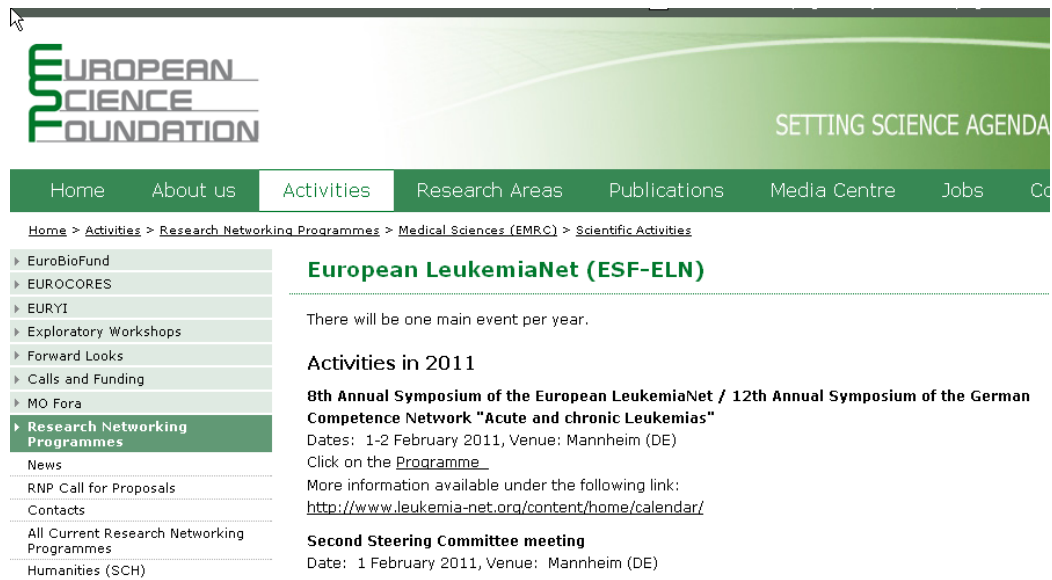 EUROPEAN
SCIENCE
FOUNDATION
SETTING SCIENCE AGENDA
Home About us Activities Research Areas Publications Media Centre Jobs Co
Home > Activities > Research Networking Programmes > Medical Sciences (EMRC) > Scientific Activities
EuroBioFund
EUROCORES
EURYI
Exploratory Workshops
Forward Looks
Calls and Funding
MO Fora
Research Networking
Programmes
News
RNP Call for Proposals
Contacts
All Current Research Networking
Programmes
Humanities (SCH)
European LeukemiaNet (ESF-ELN)
There will be one main event per year.
Activities in 2011
8th Annual Symposium of the European LeukemiaNet / 12th Annual Symposium of the German
Competence Network "Acute and chronic Leukemias"
Dates: 1-2 February 2011, Venue: Mannheim (DE)
Click on the Programme
More information available under the following link:
http://www.leukemia-net.org/content/home/calendar/
Second Steering Committee meeting
Date: 1 February 2011, Venue: Mannheim (DE)